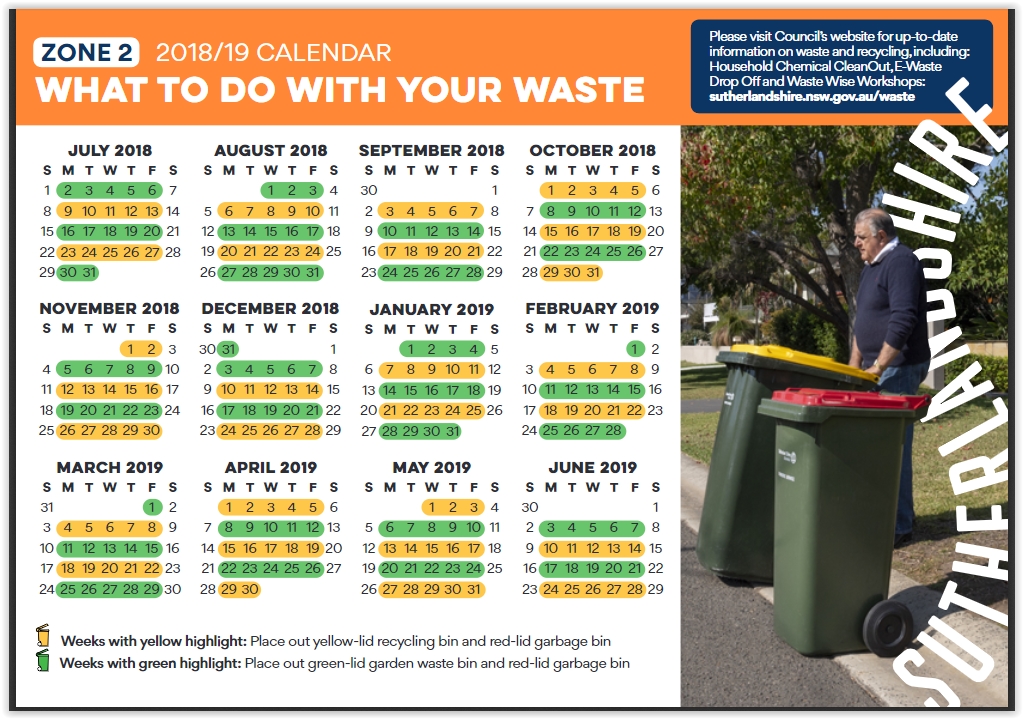 ZONE 2 2018/19 CALENDAR
WHAT TO DO WITH YOUR WASTE
Please visit Council's website for up-to-date
information on waste and recycling, including:
Household Chemical CleanOut, E-Waste
Drop Off and Waste Wise Workshops:
sutherlandshire.nsw.gov.au/waste
JULY 2018
S M T W T F S
1 2 3 4 5 6 7
8 9 10 11 12 13 14
15 16 17 18 19 20 21
22 23 24 25 26 27 28
29 30 31
AUGUST 2018
S M T W T F S
1 2 3 4
5 6 7 8 9 10 11
12 13 14 15 16 17 18
19 20 21 22 23 24 25
26 27 28 29 30 31
SEPTEMBER 2018
S M T W T F S
30 1
2 3 4 5 6 7 8
9 10 11 12 13 14 15
16 17 18 19 20 21 22
23 24 25 26 27 28 29
OCTOBER 2018
S M T W T F S
1 2 3 4 5 6
7 8 9 10 11 12 13
14 15 16 17 18 19 20
21 22 23 24 25 26 27
28 29 30 31
NOVEMBER 2018
S M T W T F S
1 2 3
4 5 6 7 8 9 10
11 12 13 14 15 16 17
18 19 20 21 22 23 24
25 26 27 28 29 30
DECEMBER 2018
S M T W T F S
30 31 1
2 3 4 5 6 7 8
9 10 11 12 13 14 15
16 17 18 19 20 21 22
23 24 25 26 27 28 29
JANUARY 2019
S M T W T F S
1 2 3 4 5
6 7 8 9 10 11 12
13 14 15 16 17 18 19
20 21 22 23 24 25 26
27 28 29 30 31
FEBRUARY 2019
S M T W T F S
1 2
3 4 5 6 7 8 9
10 11 12 13 14 15 16
17 18 19 20 21 22 23
24 25 26 27 28
MARCH 2019
S M T W T F S
31 1 2
3 4 5 6 7 8 9
10 11 12 13 14 15 16
17 18 19 20 21 22 23
24 25 26 27 28 29 30
APRIL 2019
S M T W T F S
1 2 3 4 5 6
7 8 9 10 11 12 13
14 15 16 17 18 19 20
21 22 23 24 25 26 27
28 29 30
MAY 2019
S M T W T F S
1 2 3 4
5 6 7 8 9 10 11
12 13 14 15 16 17 18
19 20 21 22 23 24 25
26 27 28 29 30 31
JUNE 2019
S M T W T F S
30 1
2 3 4 5 6 7 8
9 10 11 12 13 14 15
16 17 18 19 20 21 22
23 24 25 26 27 28 29
Weeks with yellow highlight: Place out yellow-lid recycling bin and red-lid garbage bin
Weeks with green highlight: Place out green-lid garden waste bin and red-lid garbage bin
SUTHERLANDSHIRE